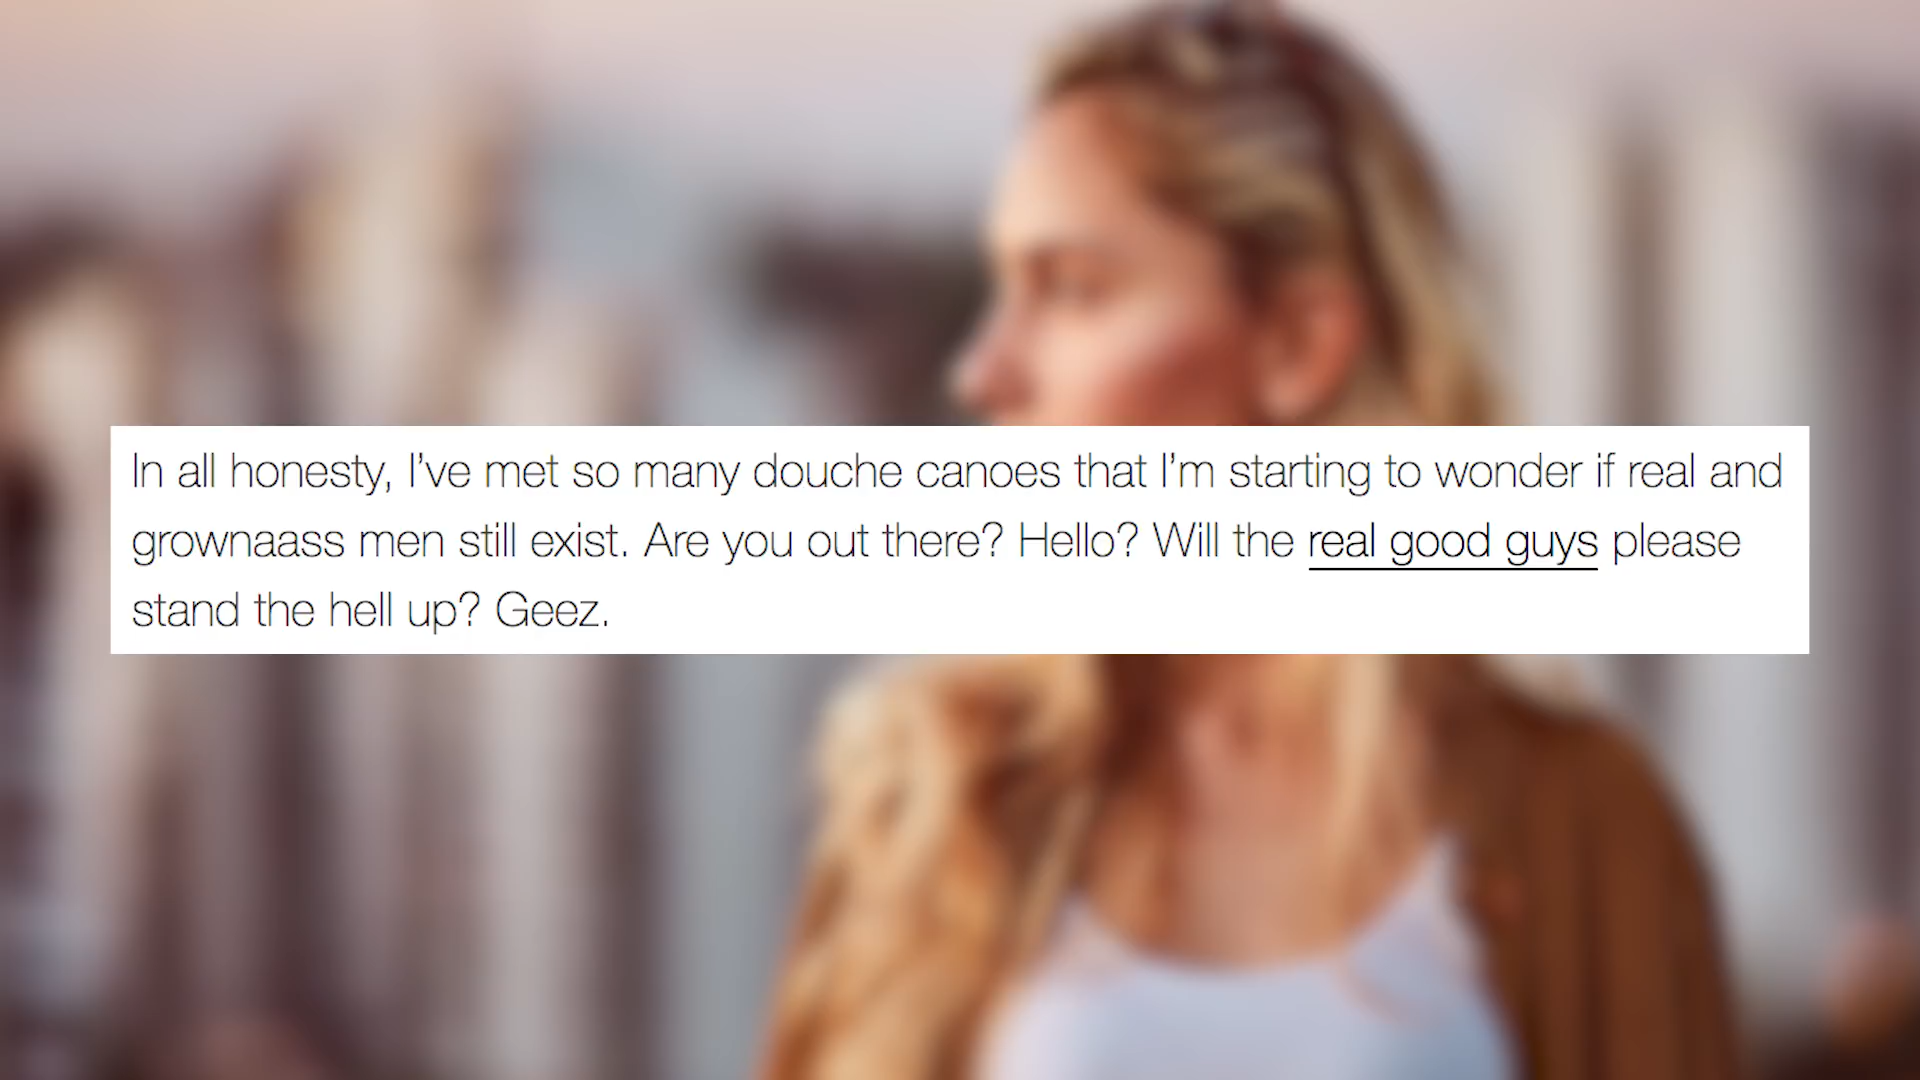 In all honesty, I’ve met so many douche canoes that I’m starting to wonder if real and
grownaass men still exist. Are you out there? Hello? Will the real good guys please
stand the hell up? Geez.